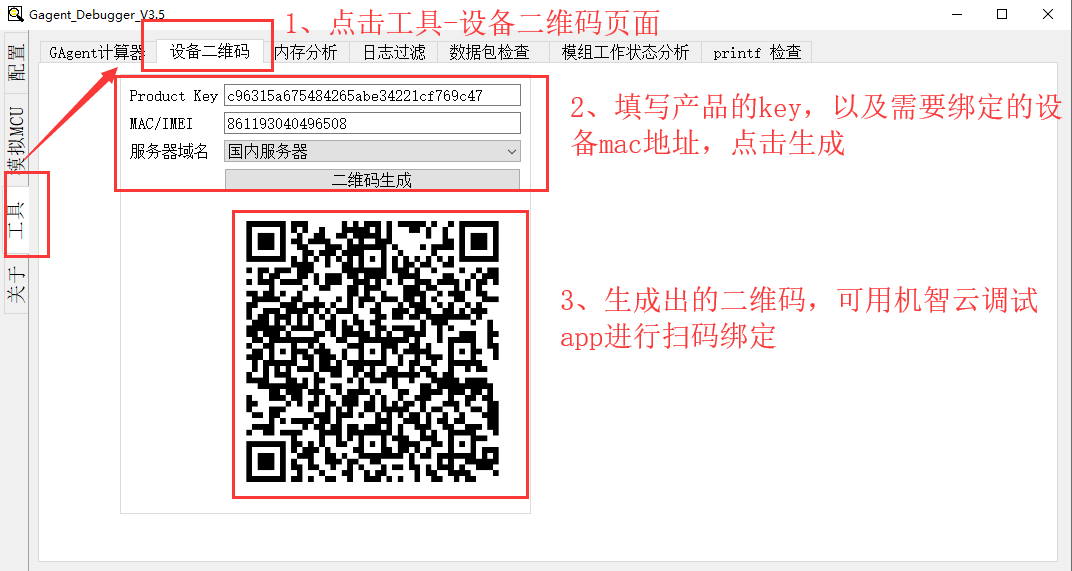 Gagent_Debugger_V3.5
1、点击工具-设备二维码页面
GAgent计算器 设备二维码 内存分析 日志过滤 数据包检查 模组工作状态分析 printf 检查
配置
模拟MCU
工具
关于
Product Key c96315a675484265abe34221cf769c47
MAC/IMEI 861193040496508
服务器域名 国内服务器
二维码生成
2、填写产品的key，以及需要绑定的设
备mac地址，点击生成
3、生成出的二维码，可用机智云调试
app进行扫码绑定